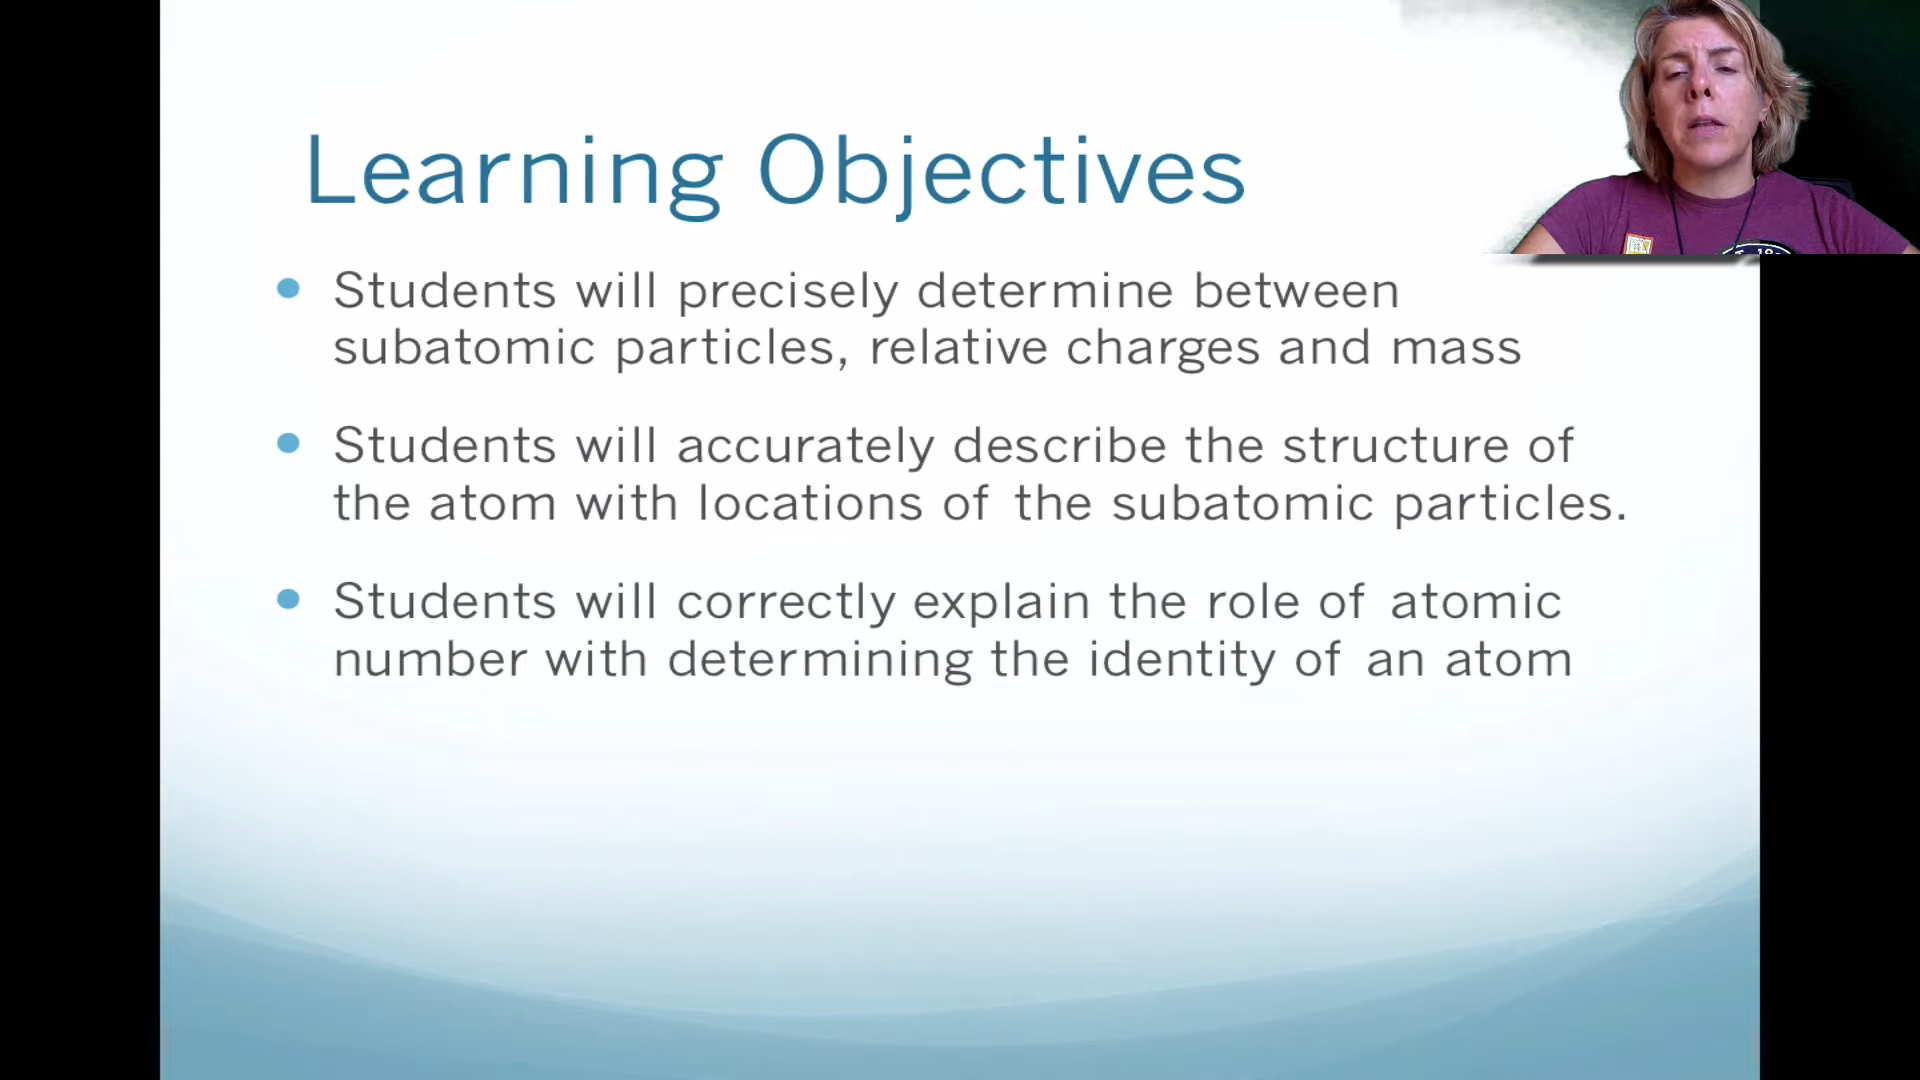 Learning Objectives
Students will precisely determine between
subatomic particles, relative charges and mass
Students will accurately describe the structure of
the atom with locations of the subatomic particles.
Students will correctly explain the role of atomic
number with determining the identity of an atom